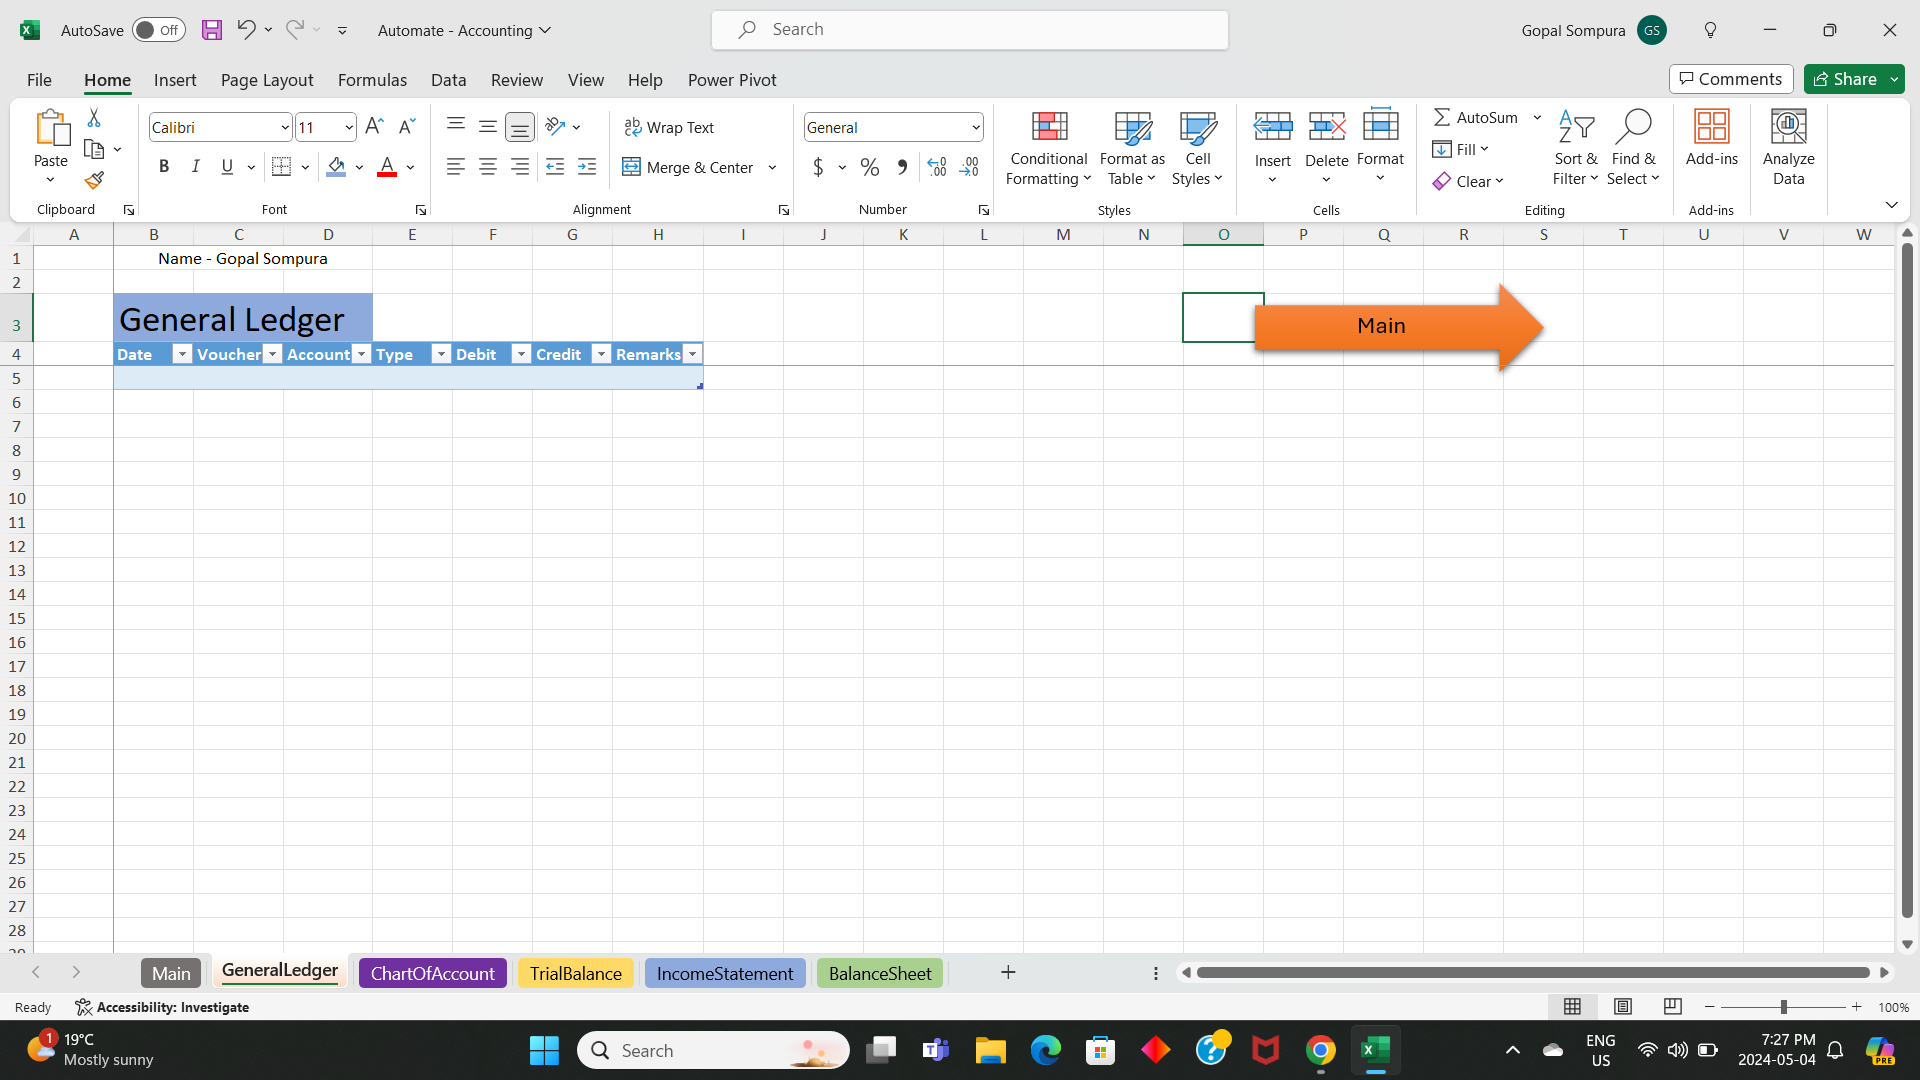 AutoSave Off Automate - Accounting Search Gopal Sompura GS
File Home Insert Page Layout Formulas Data Review View Help Power Pivot Comments Share
Paste
Clipboard
Calibri 11
B I U A
Font
Wrap Text
Merge & Center
Alignment
General
$ % ,
Number
Conditional Formatting
Format as Table
Cell Styles
Styles
Insert Delete Format
Cells
AutoSum
Fill
Clear
Sort & Filter
Find & Select
Editing
Add-ins
Add-ins
Analyze Data
A B C D E F G H I J K L M N O P Q R S T U V W
1 Name - Gopal Sompura
2
3 General Ledger Main
4 Date Voucher Account Type Debit Credit Remarks
5
6
7
8
9
10
11
12
13
14
15
16
17
18
19
20
21
22
23
24
25
26
27
28
Main GeneralLedger ChartOfAccount TrialBalance IncomeStatement BalanceSheet
Ready Accessibility: Investigate 100%
1 19°C
Mostly sunny
Search
ENG
US
7:27 PM
2024-05-04
PRE